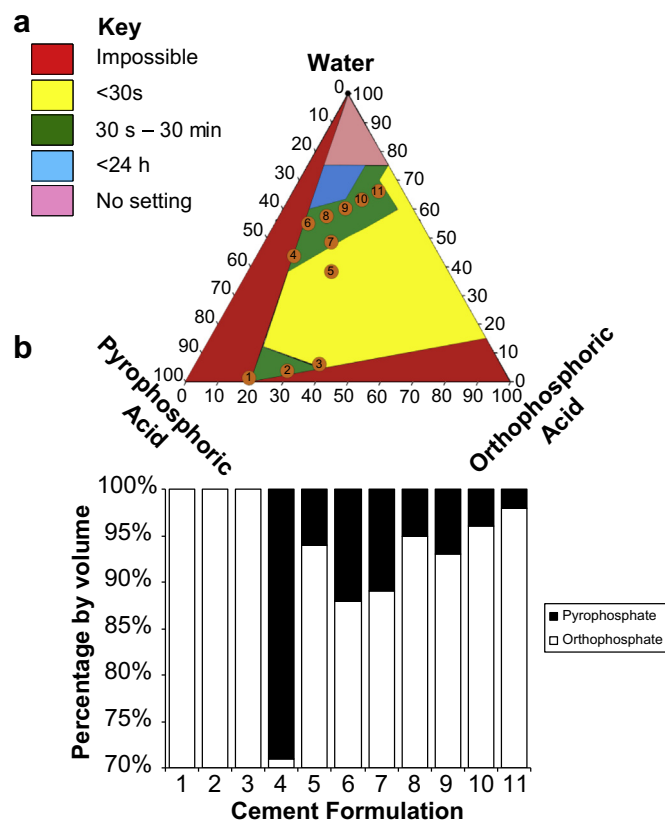 a
Key
Impossible
<30s
30 s – 30 min
<24 h
No setting
Water
0 100
10 90
20 80
30 70
40 60
50 50
60 40
70 30
80 20
90 10
100 0
0 10 20 30 40 50 60 70 80 90 100
11
10
9
8
6
7
4
5
3
2
1
Pyrophosphoric
Acid
Orthophosphoric
Acid
b
Percentage by volume
100%
95%
90%
85%
80%
75%
70%
1 2 3 4 5 6 7 8 9 10 11
Cement Formulation
Pyrophosphate
Orthophosphate